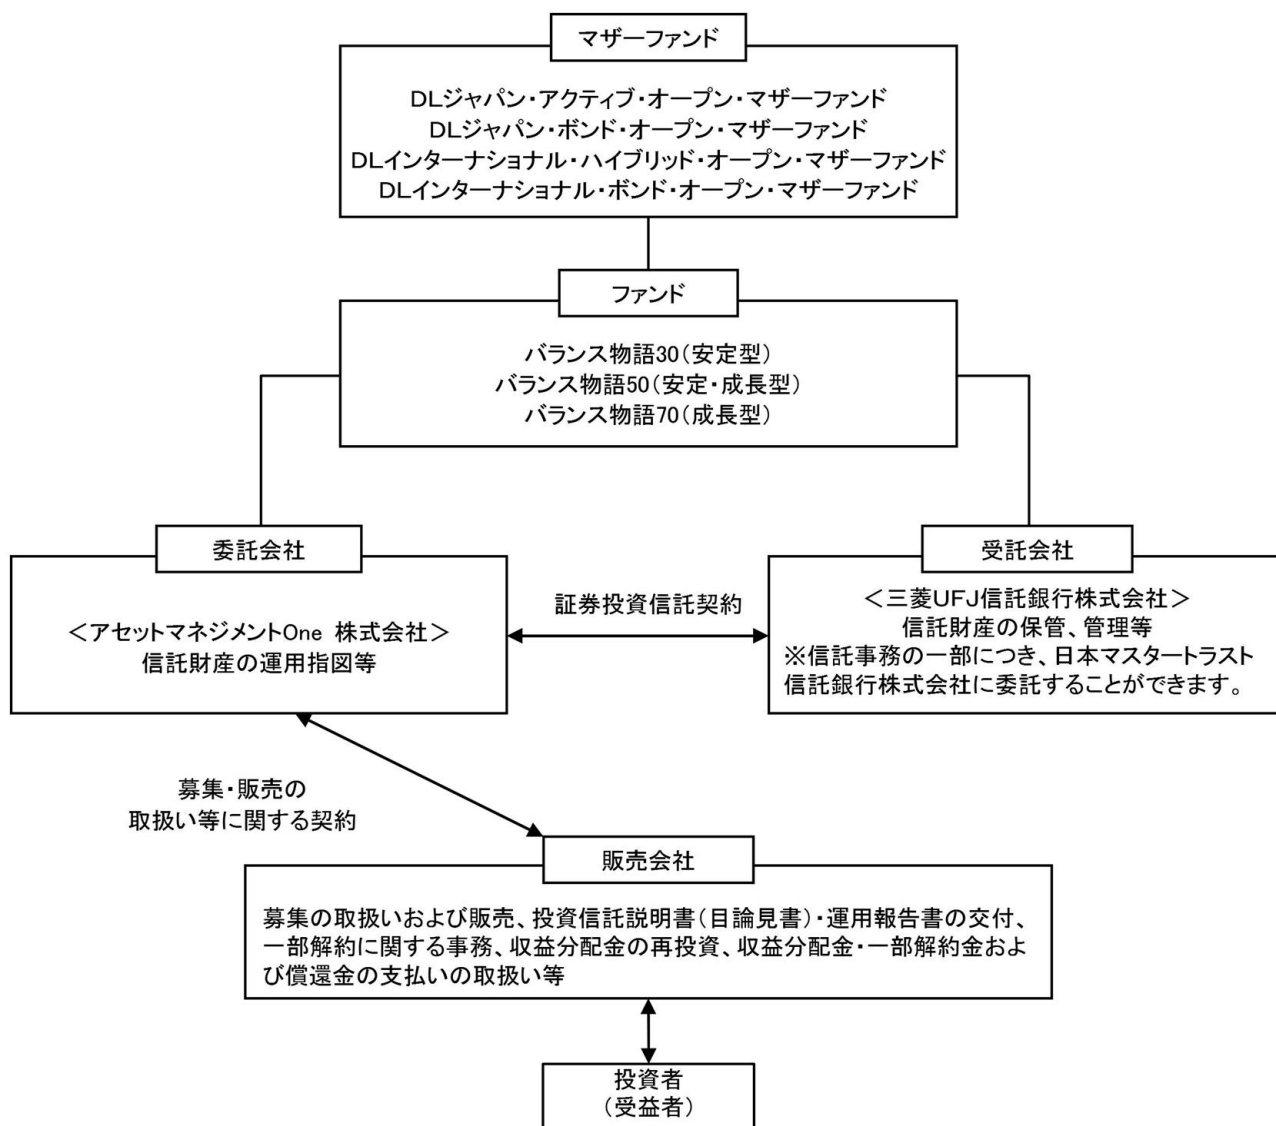 マザーファンド
DLジャパン・アクティブ・オープン・マザーファンド
DLジャパン・ボンド・オープン・マザーファンド
DLインターナショナル・ハイブリッド・オープン・マザーファンド
DLインターナショナル・ボンド・オープン・マザーファンド
ファンド
バランス物語30(安定型)
バランス物語50(安定・成長型)
バランス物語70(成長型)
委託会社
<アセットマネジメントOne 株式会社>
信託財産の運用指図等
証券投資信託契約
受託会社
<三菱UFJ信託銀行株式会社>
信託財産の保管、管理等
※信託事務の一部につき、日本マスタートラスト
信託銀行株式会社に委託することができます。
募集・販売の
取扱い等に関する契約
販売会社
募集の取扱いおよび販売、投資信託説明書(目論見書)・運用報告書の交付、
一部解約に関する事務、収益分配金の再投資、収益分配金・一部解約金およ
び償還金の支払いの取扱い等
投資者
(受益者)